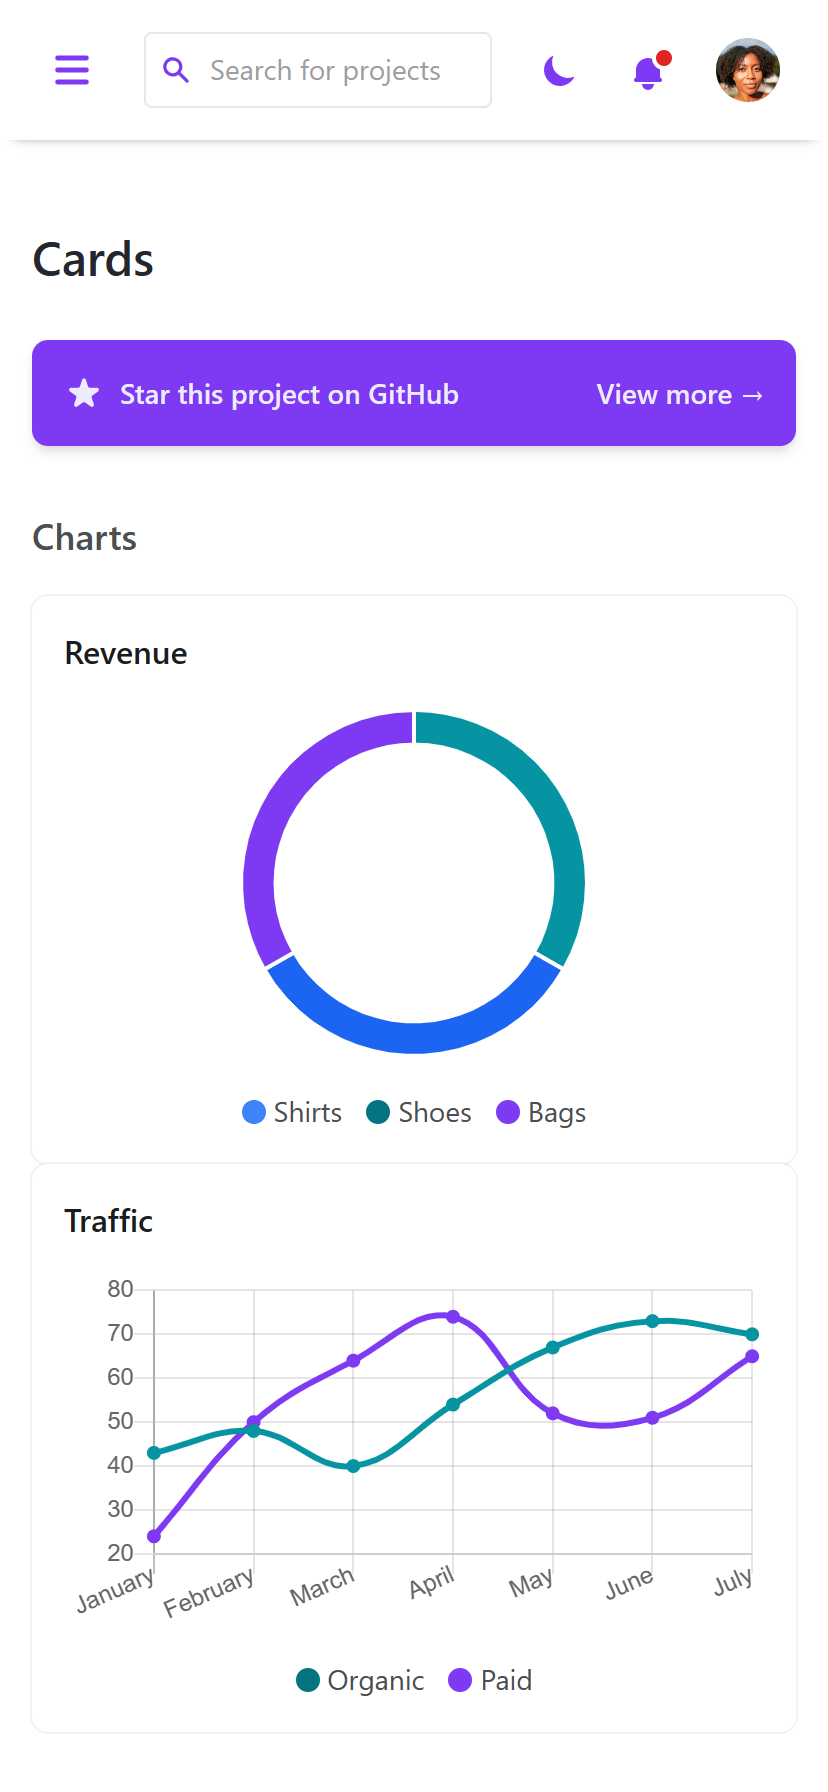 Search for projects
Cards
Star this project on GitHub View more →
Charts
Revenue
Shirts Shoes Bags
Traffic
80
70
60
50
40
30
20
January February March April May June July
Organic Paid